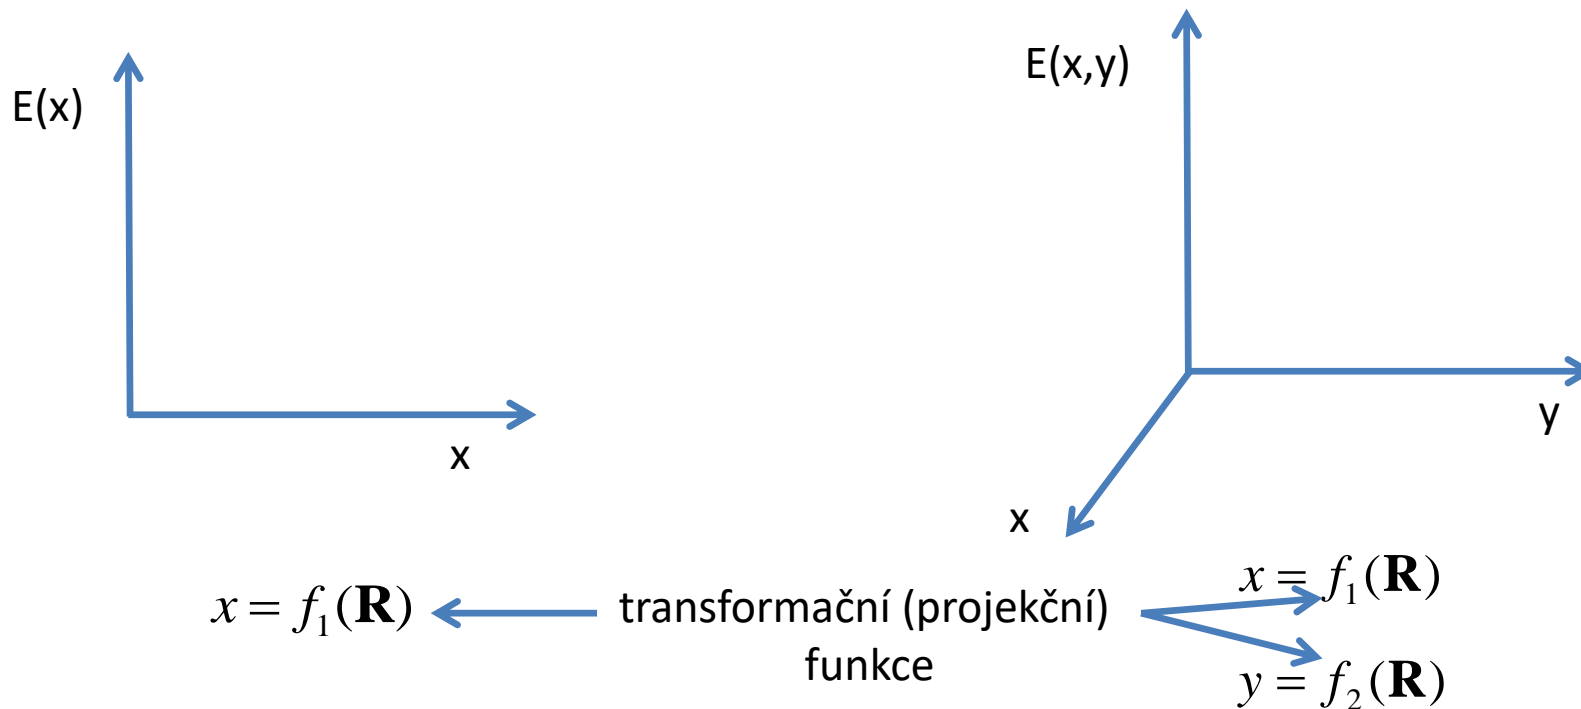 E(x)
x
E(x,y)
y
x
x = f₁(R)
transformační (projekční)
funkce
x = f₁(R)
y = f₂(R)